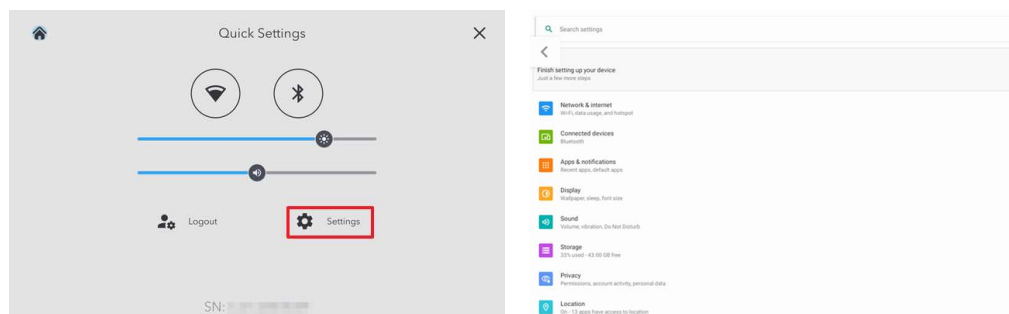 Quick Settings
Logout
Settings
SN:
Search settings
Finish setting up your device
Just a few more steps
Network & internet
Wi-Fi, data usage, and hotspot
Connected devices
Bluetooth
Apps & notifications
Recent apps, default apps
Display
Wallpaper, sleep, font size
Sound
Volume, vibration, Do Not Disturb
Storage
33% used - 43.00 GB free
Privacy
Permissions, account activity, personal data
Location
On - 13 apps have access to location